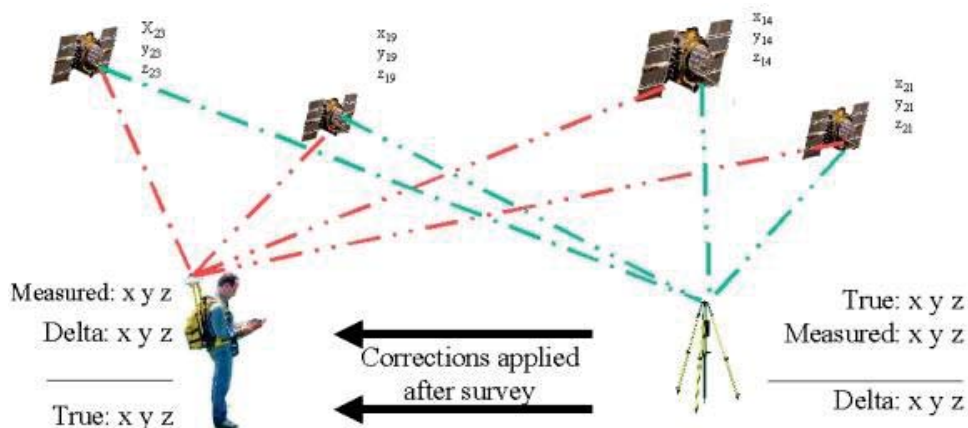 X₂₃
y₂₃
z₂₃
x₁₉
y₁₉
z₁₉
x₁₄
y₁₄
z₁₄
x₂₁
y₂₁
z₂₁
Measured: x y z
Delta: x y z
True: x y z
Corrections applied
after survey
True: x y z
Measured: x y z
Delta: x y z